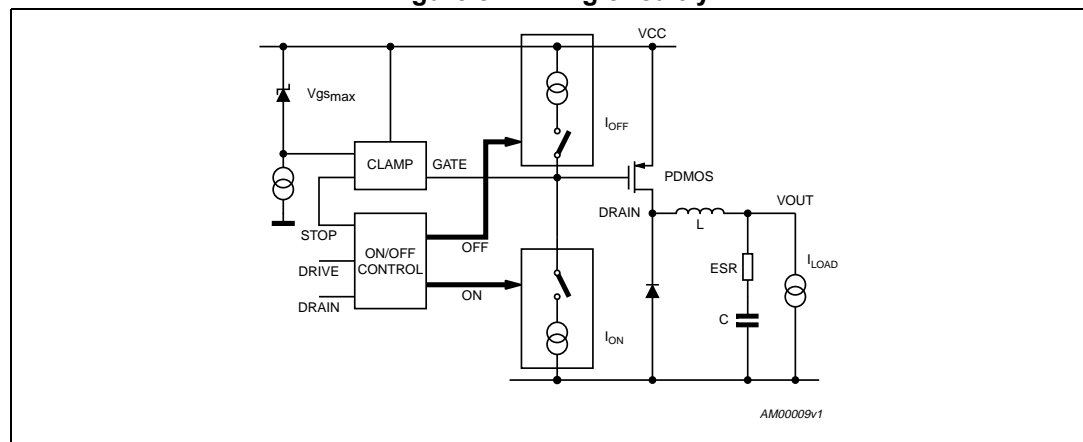 VCC
Vgsmax
IOFF
CLAMP
GATE
PDMOS
DRAIN
VOUT
L
STOP
OFF
ON/OFF
CONTROL
DRIVE
ESR
ILOAD
ON
DRAIN
C
ION
AM00009v1